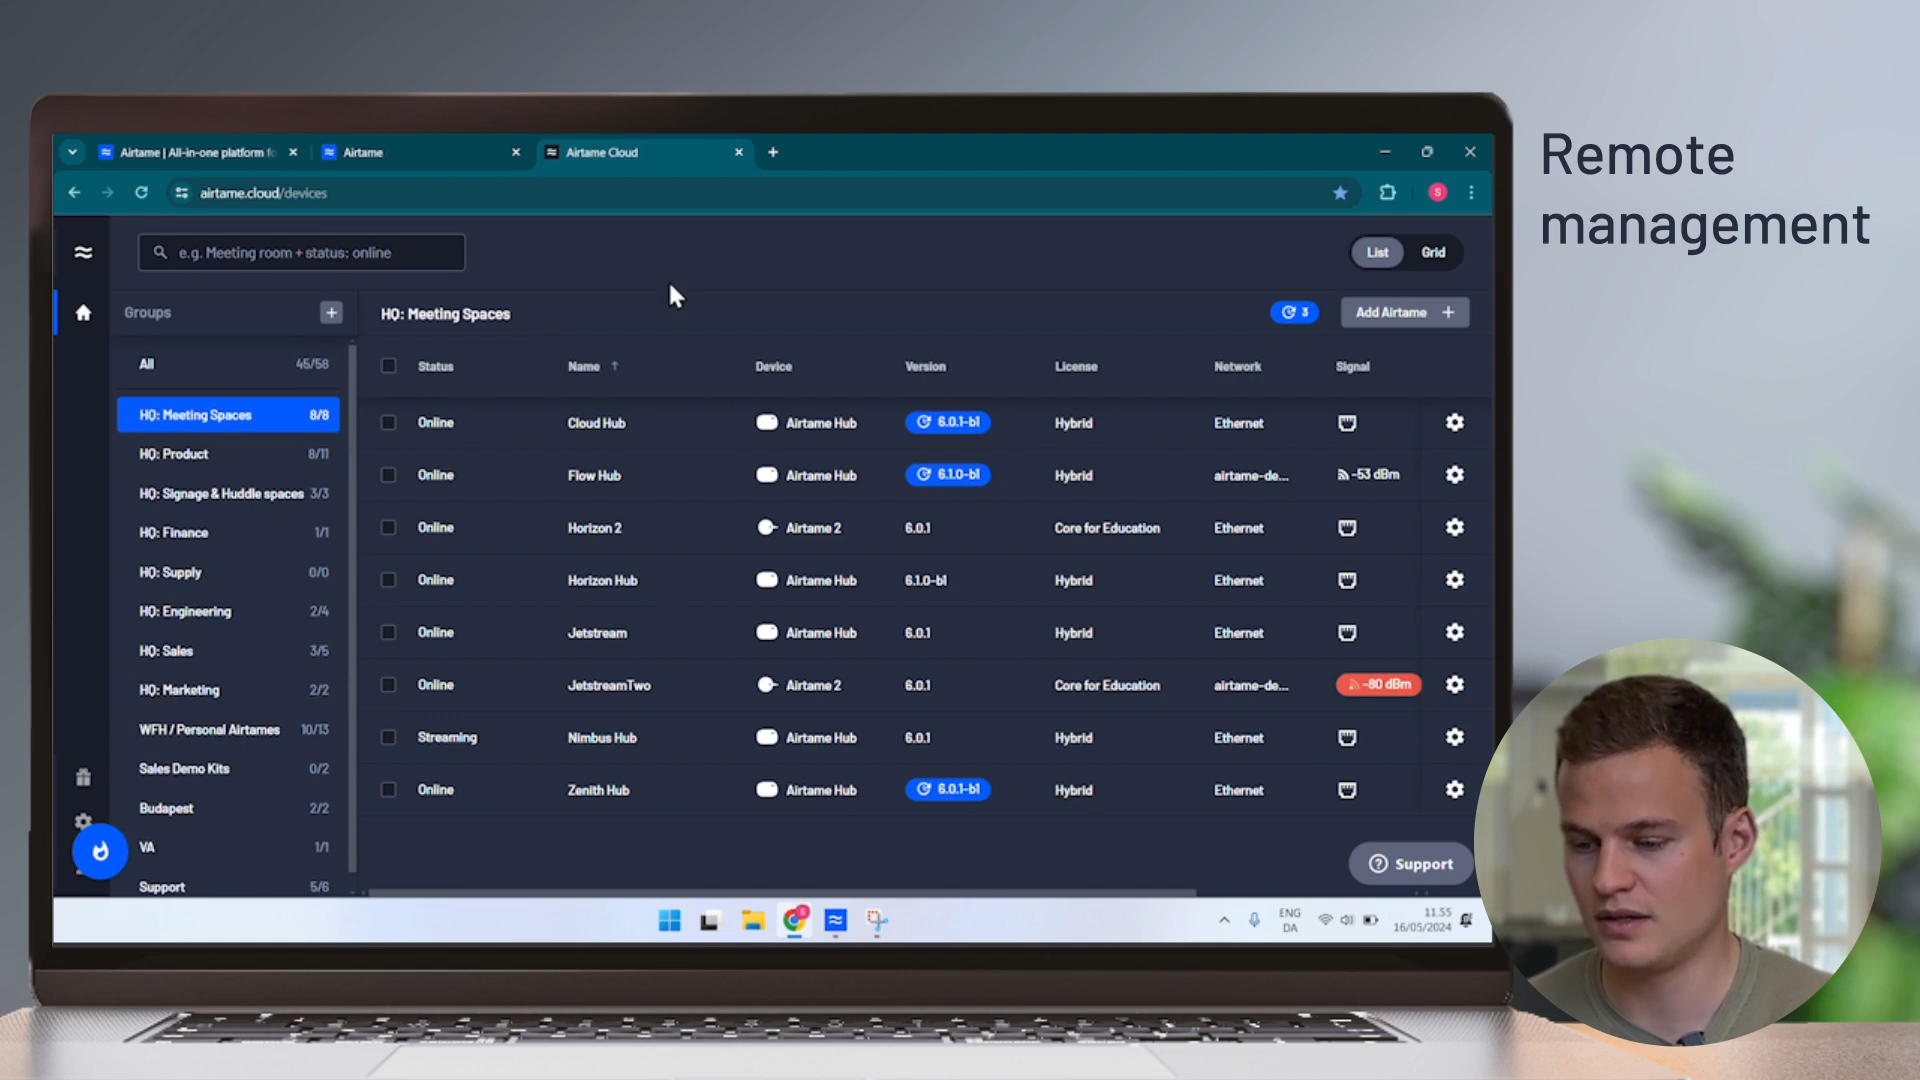 Remote
management
Airtame | All-in-one platform fo
Airtame
Airtame Cloud
S
airtame.cloud/devices
e.g. Meeting room + status: online
List Grid
Groups
HQ: Meeting Spaces
3
Add Airtame +
All 45/58
HQ: Meeting Spaces 8/8
HQ: Product 8/11
HQ: Signage & Huddle spaces 3/3
HQ: Finance 1/1
HQ: Supply 0/0
HQ: Engineering 2/4
HQ: Sales 3/5
HQ: Marketing 2/2
WFH / Personal Airtames 10/13
Sales Demo Kits 0/2
Budapest 2/2
VA 1/1
Support 5/6
Status Name ↑ Device Version License Network Signal
Online Cloud Hub Airtame Hub 6.0.1-b1 Hybrid Ethernet
Online Flow Hub Airtame Hub 6.1.0-b1 Hybrid airtame-de... -53 dBm
Online Horizon 2 Airtame 2 6.0.1 Core for Education Ethernet
Online Horizon Hub Airtame Hub 6.1.0-b1 Hybrid Ethernet
Online Jetstream Airtame Hub 6.0.1 Hybrid Ethernet
Online JetstreamTwo Airtame 2 6.0.1 Core for Education airtame-de... -80 dBm
Streaming Nimbus Hub Airtame Hub 6.0.1 Hybrid Ethernet
Online Zenith Hub Airtame Hub 6.0.1-b1 Hybrid Ethernet
Support
ENG
DA
11.55
16/05/2024